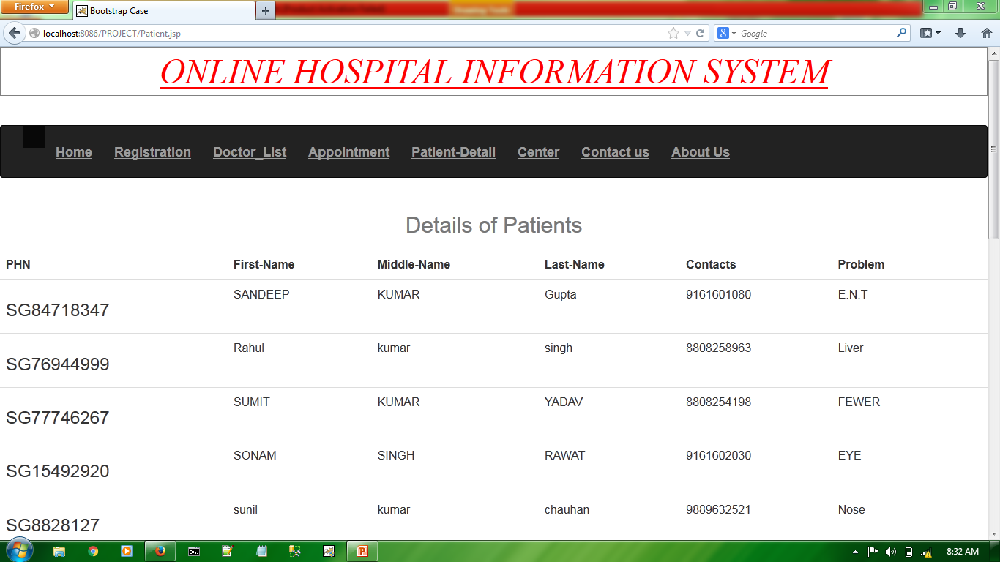 Firefox
Bootstrap Case
localhost:8086/PROJECT/Patient.jsp
Google
ONLINE HOSPITAL INFORMATION SYSTEM
Home Registration Doctor_List Appointment Patient-Detail Center Contact us About Us
Details of Patients
PHN First-Name Middle-Name Last-Name Contacts Problem
SG84718347 SANDEEP KUMAR Gupta 9161601080 E.N.T
SG76944999 Rahul kumar singh 8808258963 Liver
SG77746267 SUMIT KUMAR YADAV 8808254198 FEWER
SG15492920 SONAM SINGH RAWAT 9161602030 EYE
SG8828127 sunil kumar chauhan 9889632521 Nose
8:32 AM